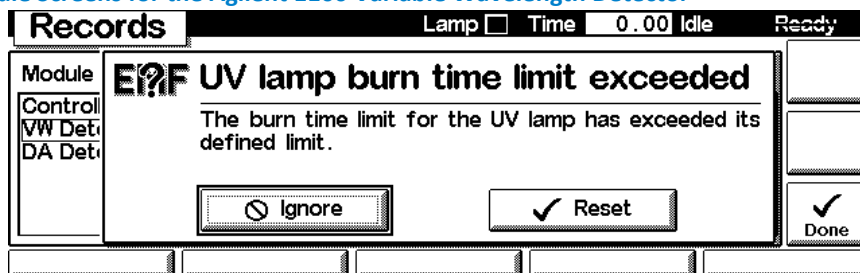 Screens for the Agilent 1100 Variable Wavelength Detector
Records Lamp Time 0.00 Idle Ready
Module
E?F UV lamp burn time limit exceeded
Controll
VW Det
DA Det
The burn time limit for the UV lamp has exceeded its
defined limit.
Ignore Reset
Done